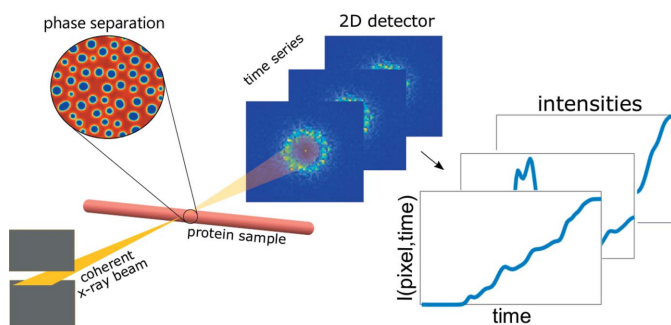 phase separation
time series
2D detector
intensities
protein sample
coherent
x-ray beam
I(pixel,time)
time